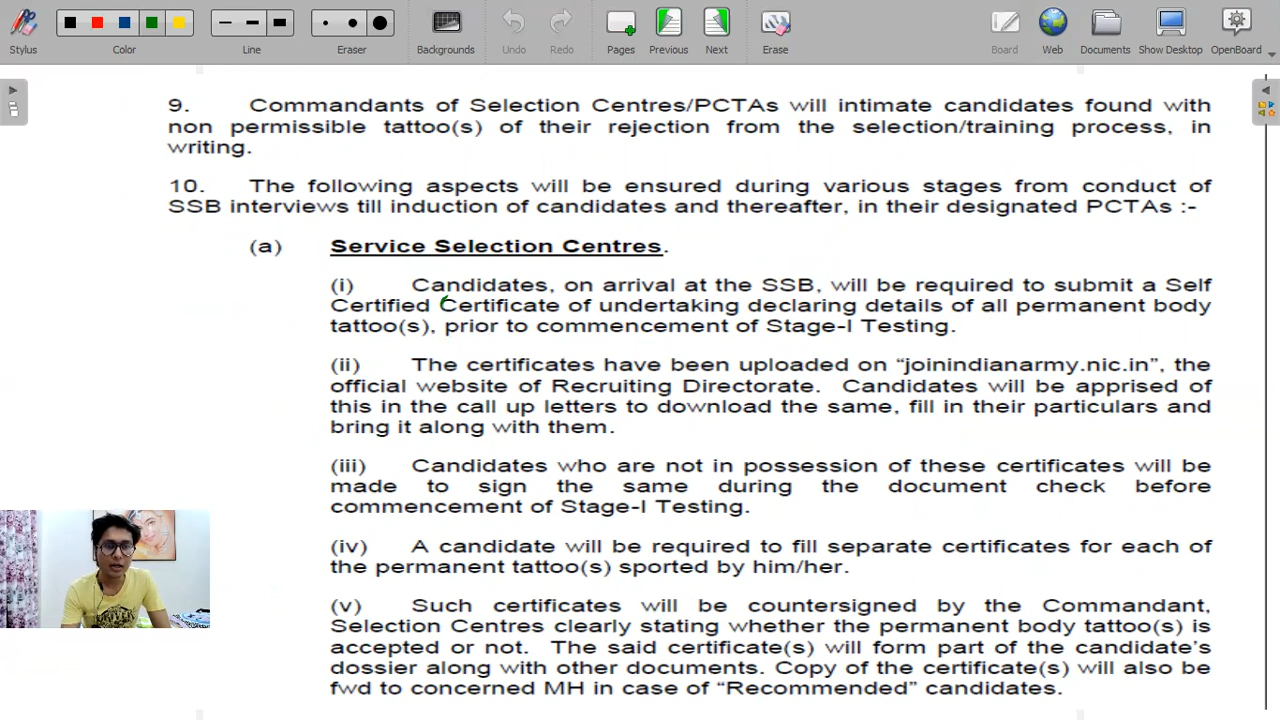 Stylus
Color
Line
Eraser
Backgrounds
Undo
Redo
Pages
Previous
Next
Erase
Board
Web
Documents
Show Desktop
OpenBoard
9. Commandants of Selection Centres/PCTAs will intimate candidates found with
non permissible tattoo(s) of their rejection from the selection/training process, in
writing.
10. The following aspects will be ensured during various stages from conduct of
SSB interviews till induction of candidates and thereafter, in their designated PCTAs :-
(a) Service Selection Centres.
(i) Candidates, on arrival at the SSB, will be required to submit a Self
Certified Certificate of undertaking declaring details of all permanent body
tattoo(s), prior to commencement of Stage-I Testing.
(ii) The certificates have been uploaded on “joinindianarmy.nic.in”, the
official website of Recruiting Directorate. Candidates will be apprised of
this in the call up letters to download the same, fill in their particulars and
bring it along with them.
(iii) Candidates who are not in possession of these certificates will be
made to sign the same during the document check before
commencement of Stage-I Testing.
(iv) A candidate will be required to fill separate certificates for each of
the permanent tattoo(s) sported by him/her.
(v) Such certificates will be countersigned by the Commandant,
Selection Centres clearly stating whether the permanent body tattoo(s) is
accepted or not. The said certificate(s) will form part of the candidate's
dossier along with other documents. Copy of the certificate(s) will also be
fwd to concerned MH in case of “Recommended” candidates.